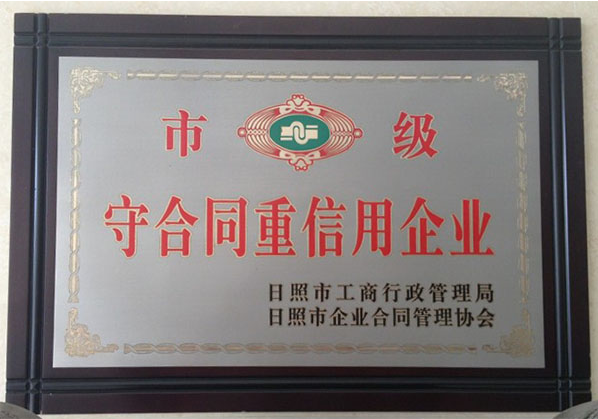 市 级
守合同重信用企业
日照市工商行政管理局
日照市企业合同管理协会